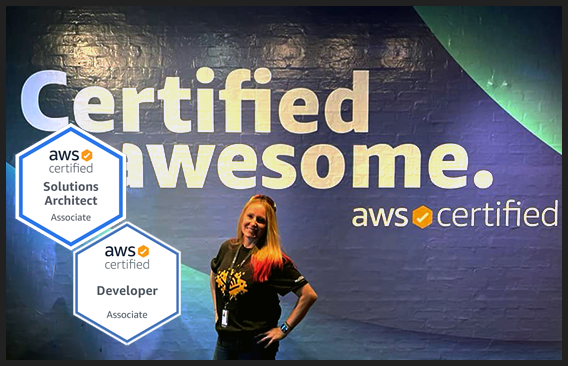 Certified
awesome.
aws certified
aws
certified
Solutions
Architect
Associate
aws
certified
Developer
Associate